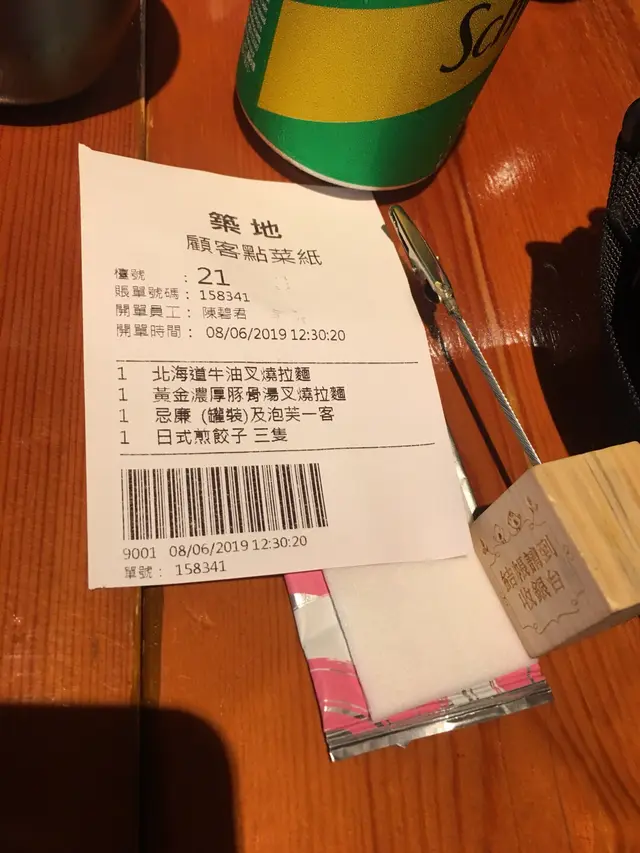 Sch
築地
顧客點菜紙
檯號 : 21
賬單號碼 : 158341
開單員工 : 陳碧君
開單時間 : 08/06/2019 12:30:20
1 北海道牛油叉燒拉麵
1 黃金濃厚豚骨湯叉燒拉麵
1 忌廉 (罐裝)及泡芙一客
1 日式煎餃子 三隻
9001 08/06/2019 12:30:20
單號 : 158341
結帳請到
收銀台